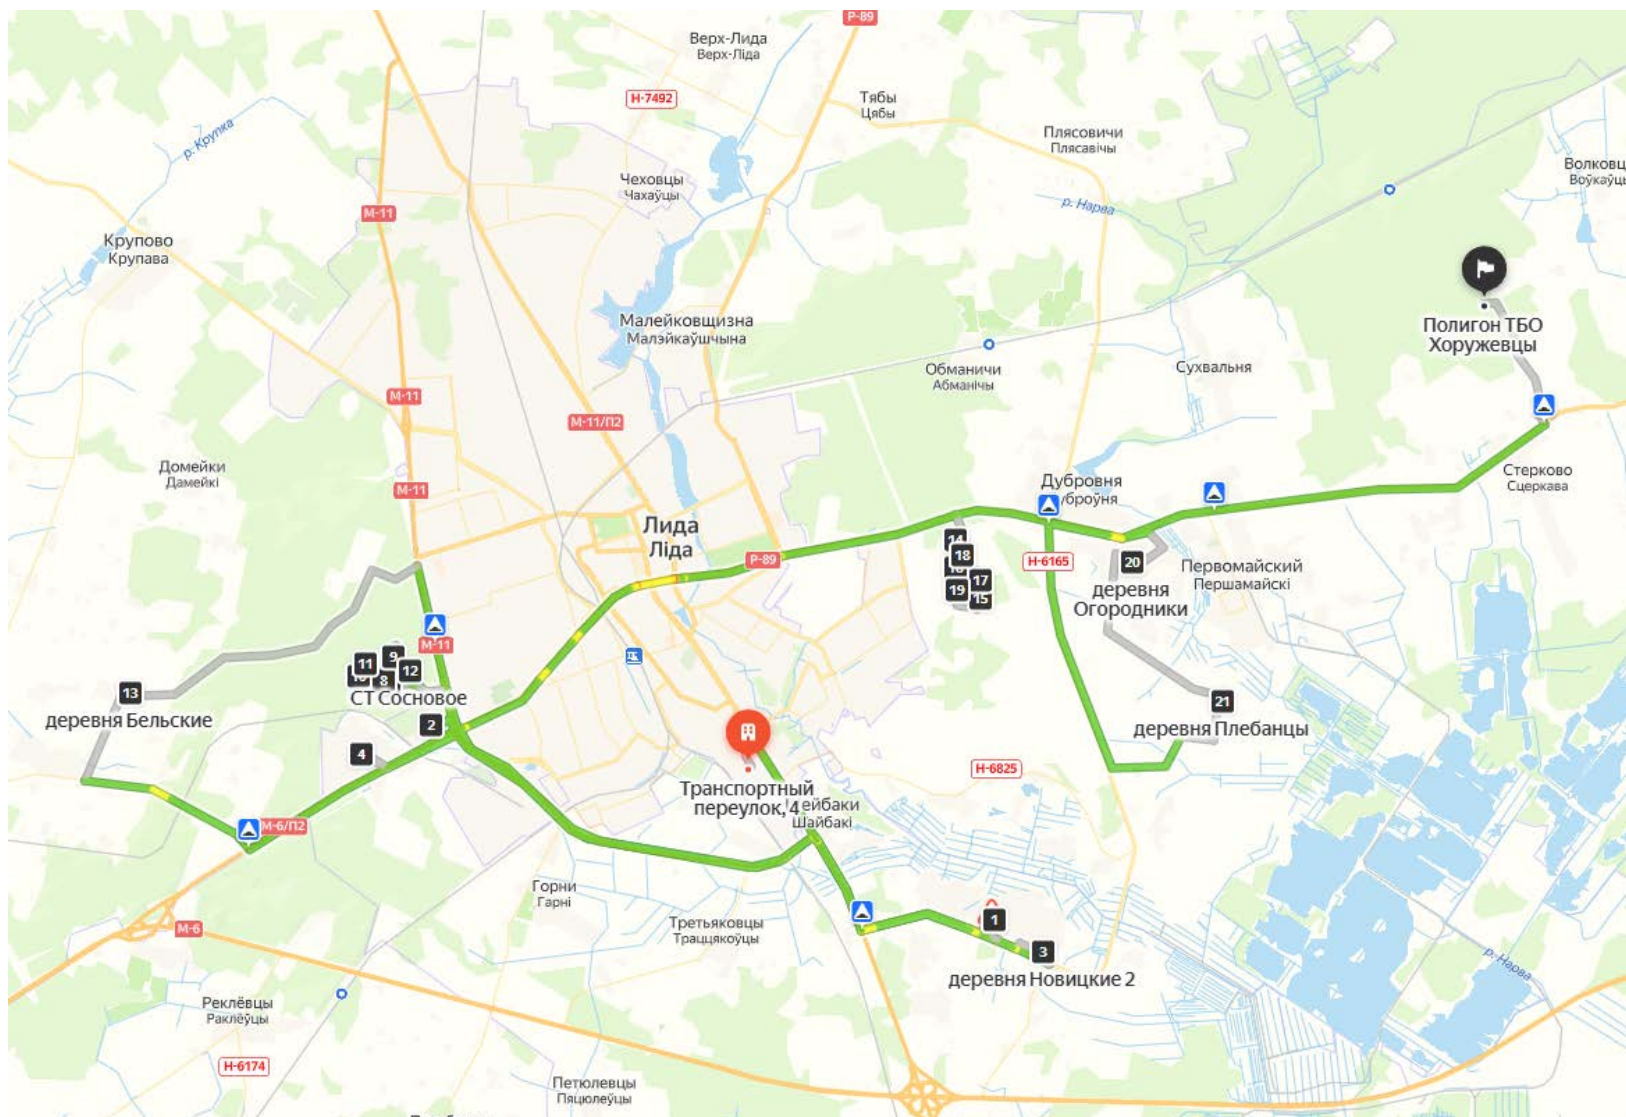 Р-89
Верх-Лида
Верх-Ліда
Н-7492
Тябы
Цябы
р. Крупка
Плясовичи
Плясавічы
Чеховцы
Чахаўцы
М-11
р. Нарва
Крупово
Крупава
Малейковщизна
Малэйкаўшчына
Полигон ТБО
Хоружевцы
Обманичи
Абманічы
Сухвальня
М-11
М-11/П2
Домейки
Дамейкі
М-11
Дубровня
Стерково
Сцеркава
Лида
Ліда
Р-89
14
18
17
19
15
Н-6165
20
деревня
Огородники
Первомайский
Першамайскі
М-11
9
11
12
8
СТ Сосновое
13
деревня Бельские
2
4
21
деревня Плебанцы
Н-6825
Транспортный
переулок, 4
Шайбакі
М-6/П2
Горни
Гарні
Третьяковцы
Траццякоўцы
М-6
1
3
деревня Новицкие 2
р. Нарва
Реклёвцы
Раклёўцы
Н-6174
Петюлевцы
Пяцюлеўцы